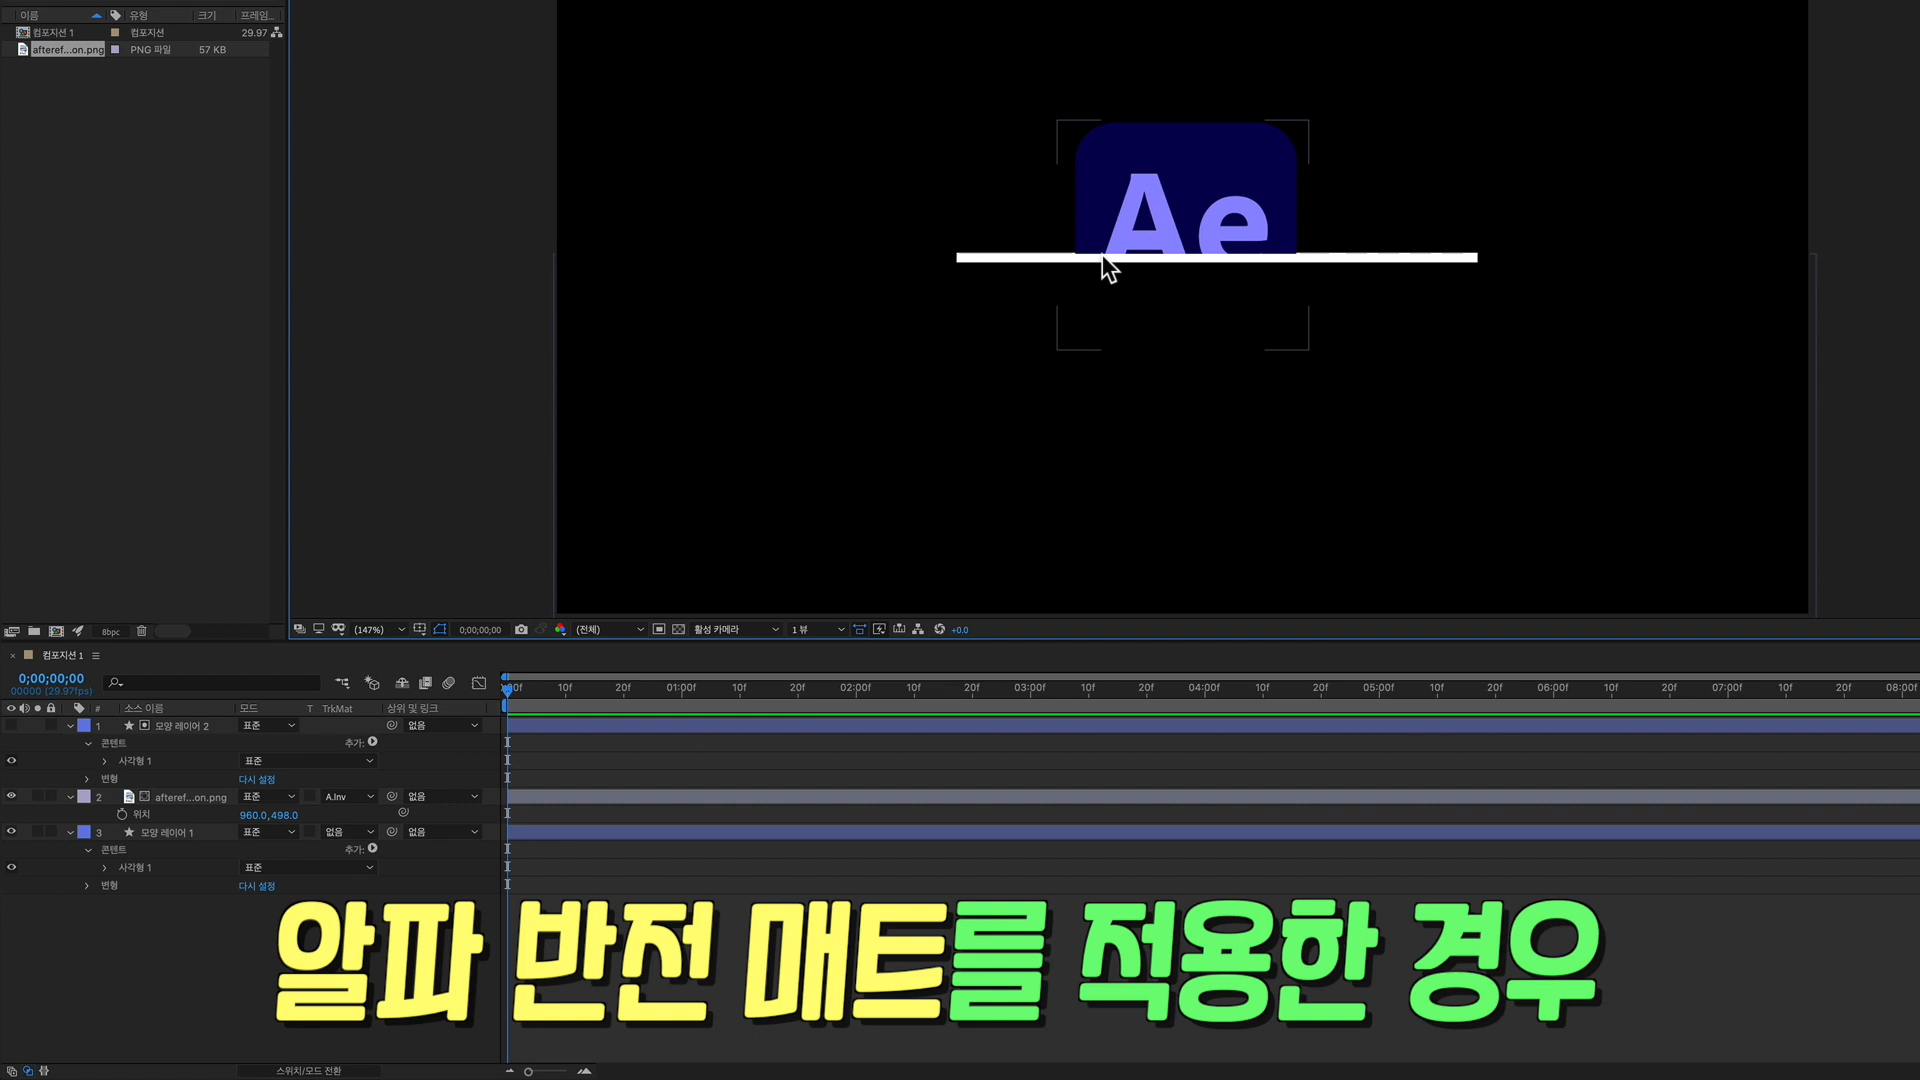 이름 유형 크기 프레임...
컴포지션 1 컴포지션 29.97
afteref...on.png PNG 파일 57 KB
Ae
8bpc
(147%) 0;00;00;00 (전체) 활성 카메라 1 뷰 +0.0
컴포지션 1
0;00;00;00
00000 (29.97fps)
:00f 10f 20f 01:00f 10f 20f 02:00f 10f 20f 03:00f 10f 20f 04:00f 10f 20f 05:00f 10f 20f 06:00f 10f 20f 07:00f 10f 20f 08:00f
# 소스 이름 모드 T TrkMat 상위 및 링크
1 모양 레이어 2 표준 없음
콘텐트 추가:
사각형 1 표준
변형 다시 설정
2 afteref...on.png 표준 A.Inv 없음
위치 960.0,498.0
3 모양 레이어 1 표준 없음 없음
콘텐트 추가:
사각형 1 표준
변형 다시 설정
알파 반전 매트를 적용한 경우
스위치/모드 전환